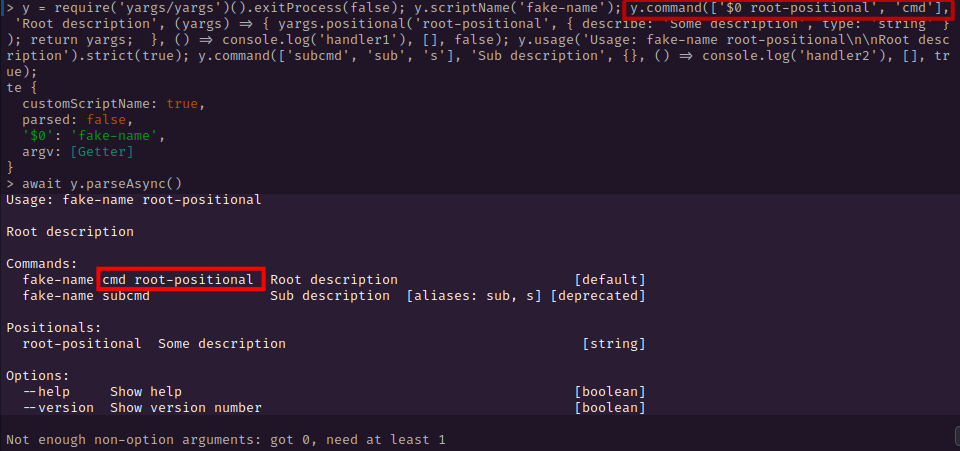 > y = require('yargs/yargs')().exitProcess(false); y.scriptName('fake-name'); y.command(['$0 root-positional', 'cmd'],
'Root description', (yargs) => { yargs.positional('root-positional', { describe: 'Some description', type: 'string' }
); return yargs;  }, () => console.log('handler1'), [], false); y.usage('Usage: fake-name root-positional\n\nRoot desc
ription').strict(true); y.command(['subcmd', 'sub', 's'], 'Sub description', {}, () => console.log('handler2'), [], tr
ue);
te {
  customScriptName: true,
  parsed: false,
  '$0': 'fake-name',
  argv: [Getter]
}
> await y.parseAsync()
Usage: fake-name root-positional

Root description

Commands:
  fake-name cmd root-positional  Root description                      [default]
  fake-name subcmd               Sub description  [aliases: sub, s] [deprecated]

Positionals:
  root-positional  Some description                                     [string]

Options:
  --help     Show help                                                 [boolean]
  --version  Show version number                                       [boolean]

Not enough non-option arguments: got 0, need at least 1